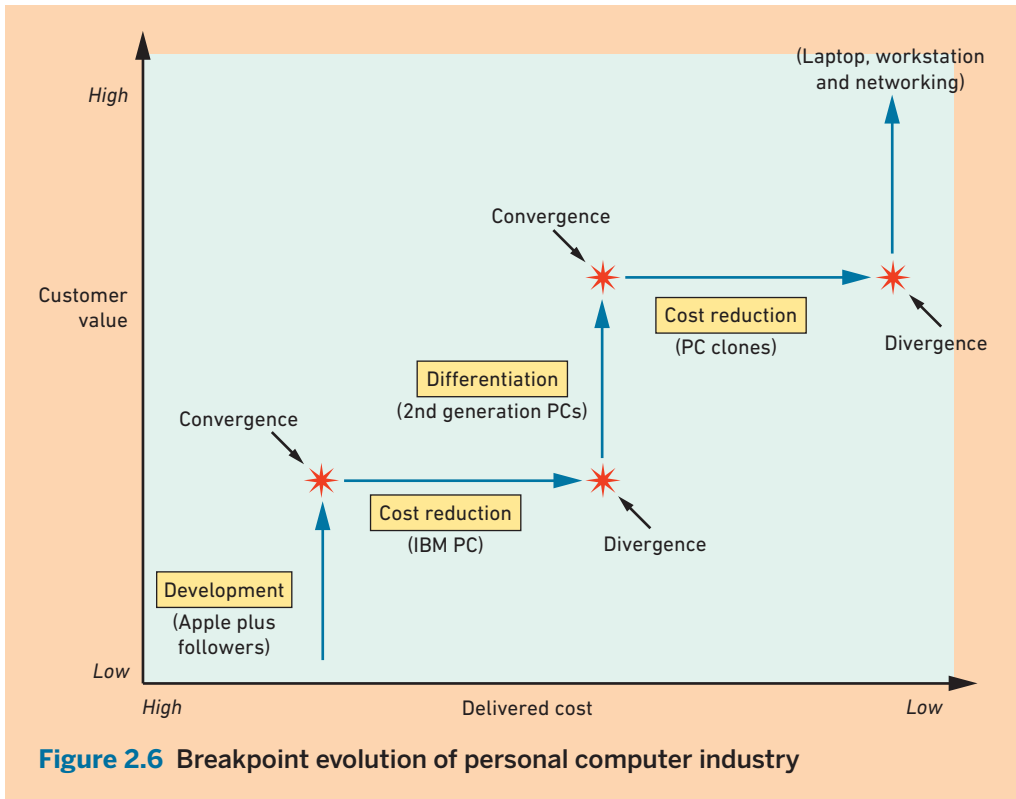 (Laptop, workstation
and networking)
High
Convergence
Customer
value
Cost reduction
(PC clones)
Divergence
Differentiation
(2nd generation PCs)
Convergence
Cost reduction
(IBM PC)
Divergence
Development
(Apple plus
followers)
Low
High
Delivered cost
Low
Figure 2.6 Breakpoint evolution of personal computer industry